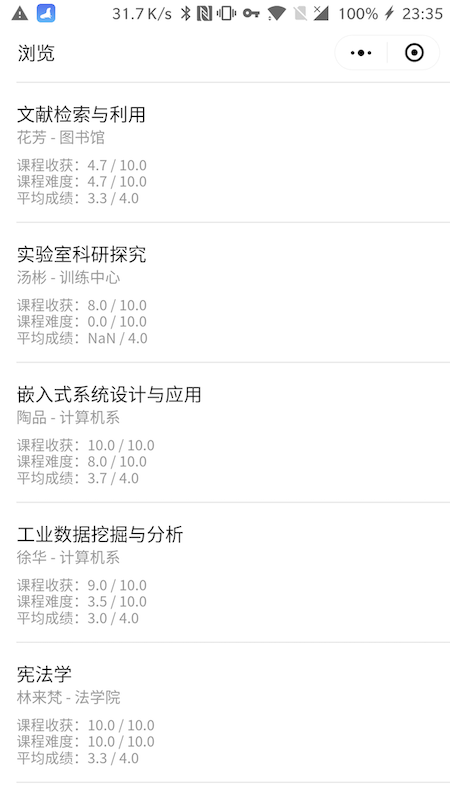 31.7 K/s 100% 23:35
浏览
文献检索与利用
花芳 - 图书馆
课程收获：4.7 / 10.0
课程难度：4.7 / 10.0
平均成绩：3.3 / 4.0
实验室科研探究
汤彬 - 训练中心
课程收获：8.0 / 10.0
课程难度：0.0 / 10.0
平均成绩：NaN / 4.0
嵌入式系统设计与应用
陶品 - 计算机系
课程收获：10.0 / 10.0
课程难度：8.0 / 10.0
平均成绩：3.7 / 4.0
工业数据挖掘与分析
徐华 - 计算机系
课程收获：9.0 / 10.0
课程难度：3.5 / 10.0
平均成绩：3.0 / 4.0
宪法学
林来梵 - 法学院
课程收获：10.0 / 10.0
课程难度：10.0 / 10.0
平均成绩：3.3 / 4.0